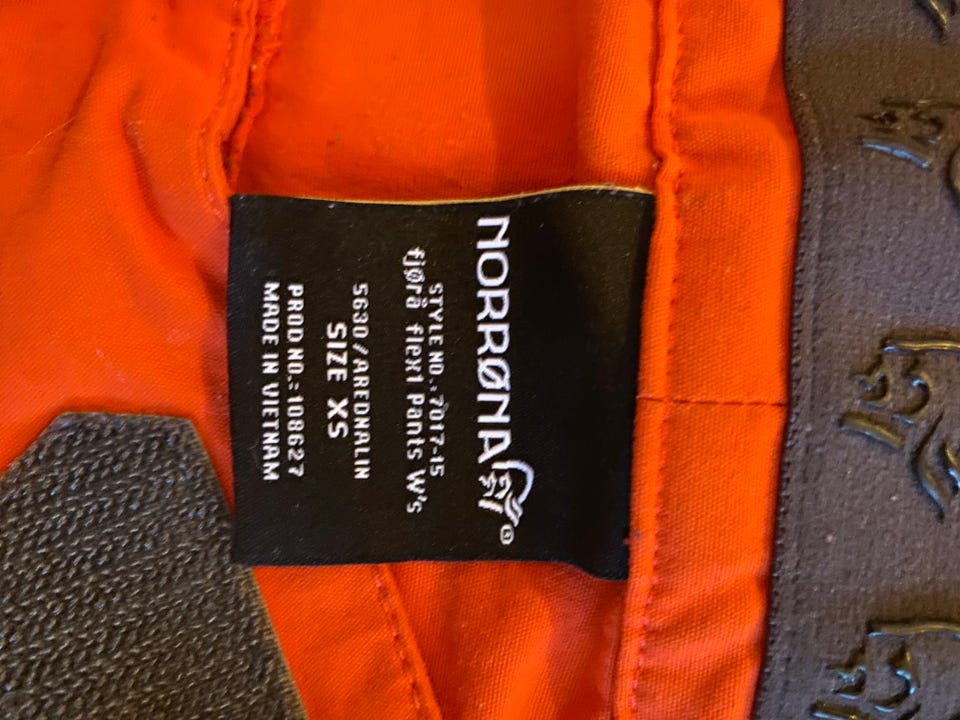 NORRØNA®
STYLE NO.:7017-15
fjørå flex1 Pants W's
5630/AREDNALIN
SIZE XS
PROD NO.:108627
MADE IN VIETNAM